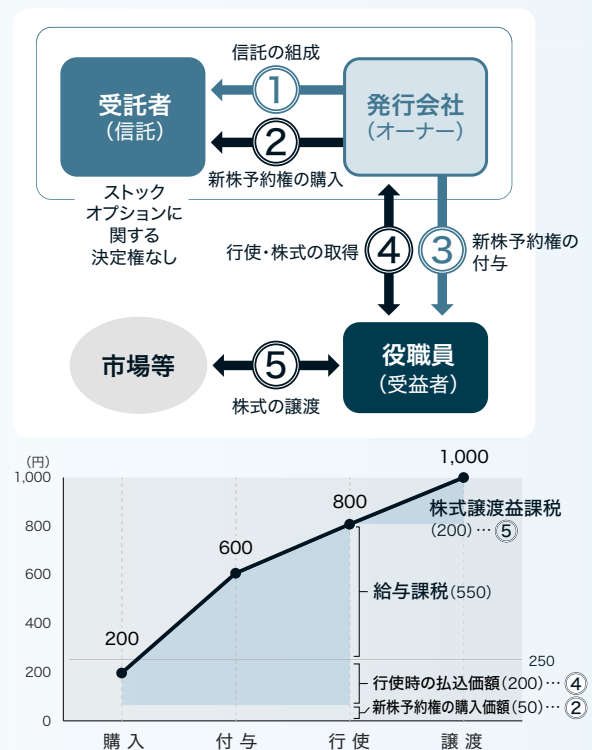 信託の組成
受託者
（信託）
①
発行会社
（オーナー）
②
新株予約権の購入
ストック
オプションに
関する
決定権なし
行使・株式の取得
④
③
新株予約権の
付与
市場等
⑤
株式の譲渡
役職員
（受益者）
（円）
1,000
800
600
400
200
0
200
600
800
1,000
株式譲渡益課税
（200）…⑤
給与課税（550）
250
行使時の払込価額（200）…④
新株予約権の購入価額（50）…②
購入
付与
行使
譲渡